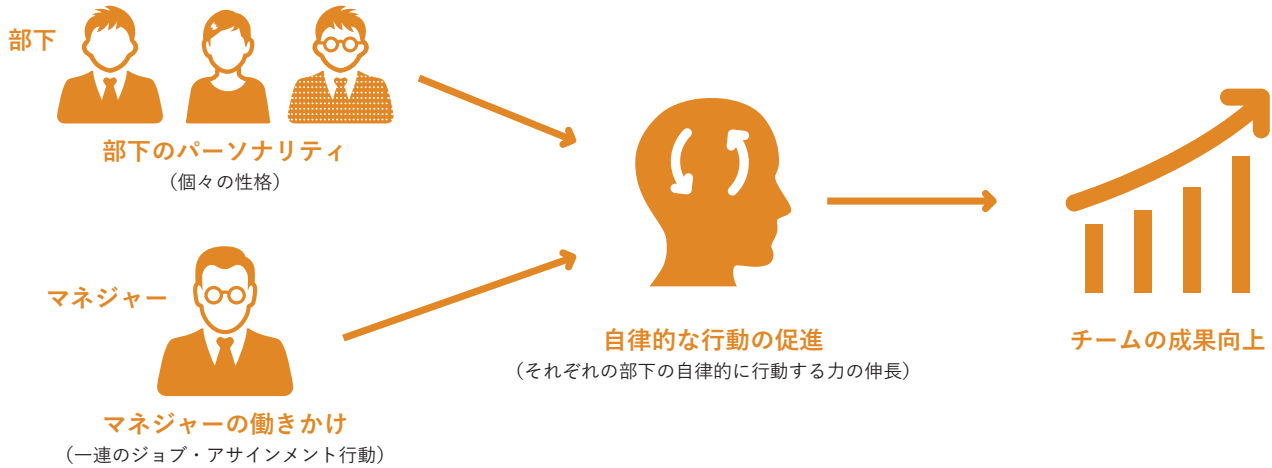 部下
部下のパーソナリティ
（個々の性格）
マネジャー
マネジャーの働きかけ
（一連のジョブ・アサインメント行動）
自律的な行動の促進
（それぞれの部下の自律的に行動する力の伸長）
チームの成果向上